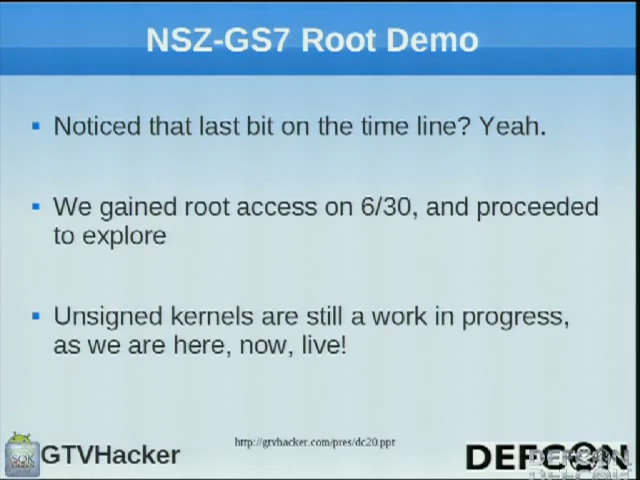 NSZ-GS7 Root Demo
Noticed that last bit on the time line? Yeah.
We gained root access on 6/30, and proceeded
to explore
Unsigned kernels are still a work in progress,
as we are here, now, live!
GTVHacker
http://gtvhacker.com/pres/dc20.ppt
DEFCON
DEFCON